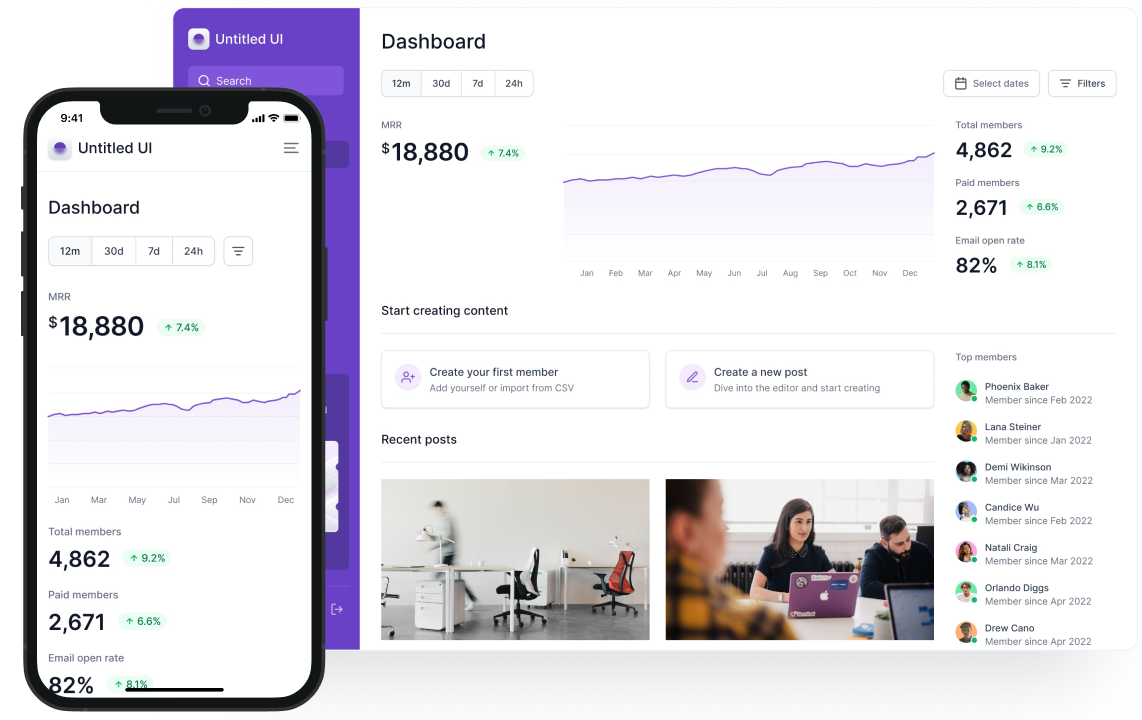 Untitled UI
Search
Dashboard
12m 30d 7d 24h
Select dates
Filters
MRR
$18,880
7.4%
Jan Feb Mar Apr May Jun Jul Aug Sep Oct Nov Dec
Total members
4,862
9.2%
Paid members
2,671
6.6%
Email open rate
82%
8.1%
Start creating content
Create your first member
Add yourself or import from CSV
Create a new post
Dive into the editor and start creating
Recent posts
Top members
Phoenix Baker
Member since Feb 2022
Lana Steiner
Member since Jan 2022
Demi Wikinson
Member since Mar 2022
Candice Wu
Member since Feb 2022
Natali Craig
Member since Mar 2022
Orlando Diggs
Member since Apr 2022
Drew Cano
Member since Apr 2022
9:41
Untitled UI
Dashboard
12m 30d 7d 24h
MRR
$18,880
7.4%
Jan Mar May Jul Sep Nov Dec
Total members
4,862
9.2%
Paid members
2,671
6.6%
Email open rate
82%
8.1%